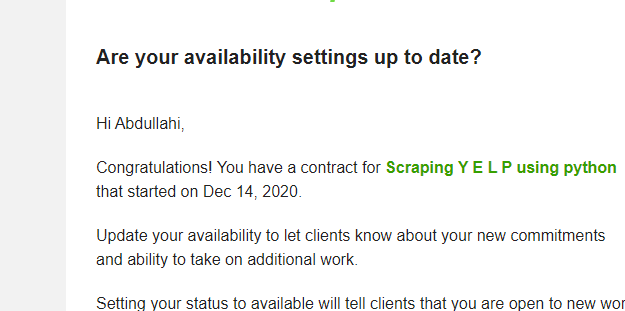 Are your availability settings up to date?
Hi Abdullahi,
Congratulations! You have a contract for Scraping Y E L P using python
that started on Dec 14, 2020.
Update your availability to let clients know about your new commitments
and ability to take on additional work.
Setting your status to available will tell clients that you are open to new